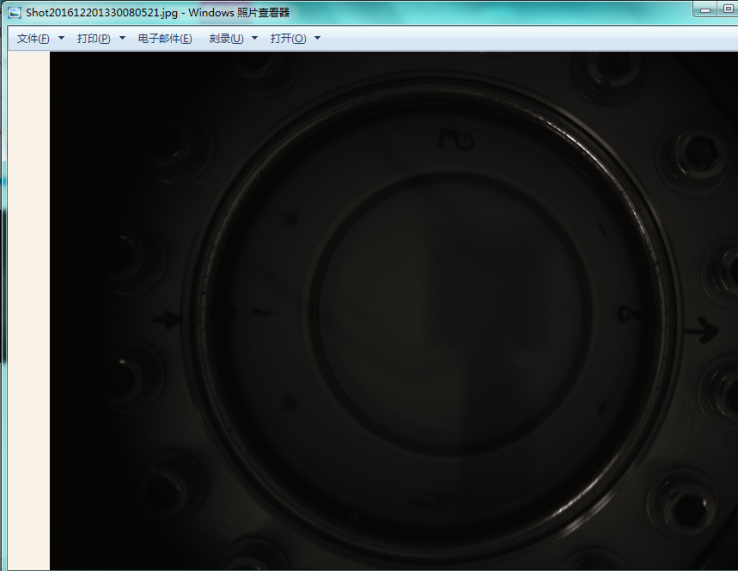 Shot201612201330080521.jpg - Windows 照片查看器
文件(F) 打印(P) 电子邮件(E) 刻录(U) 打开(O)